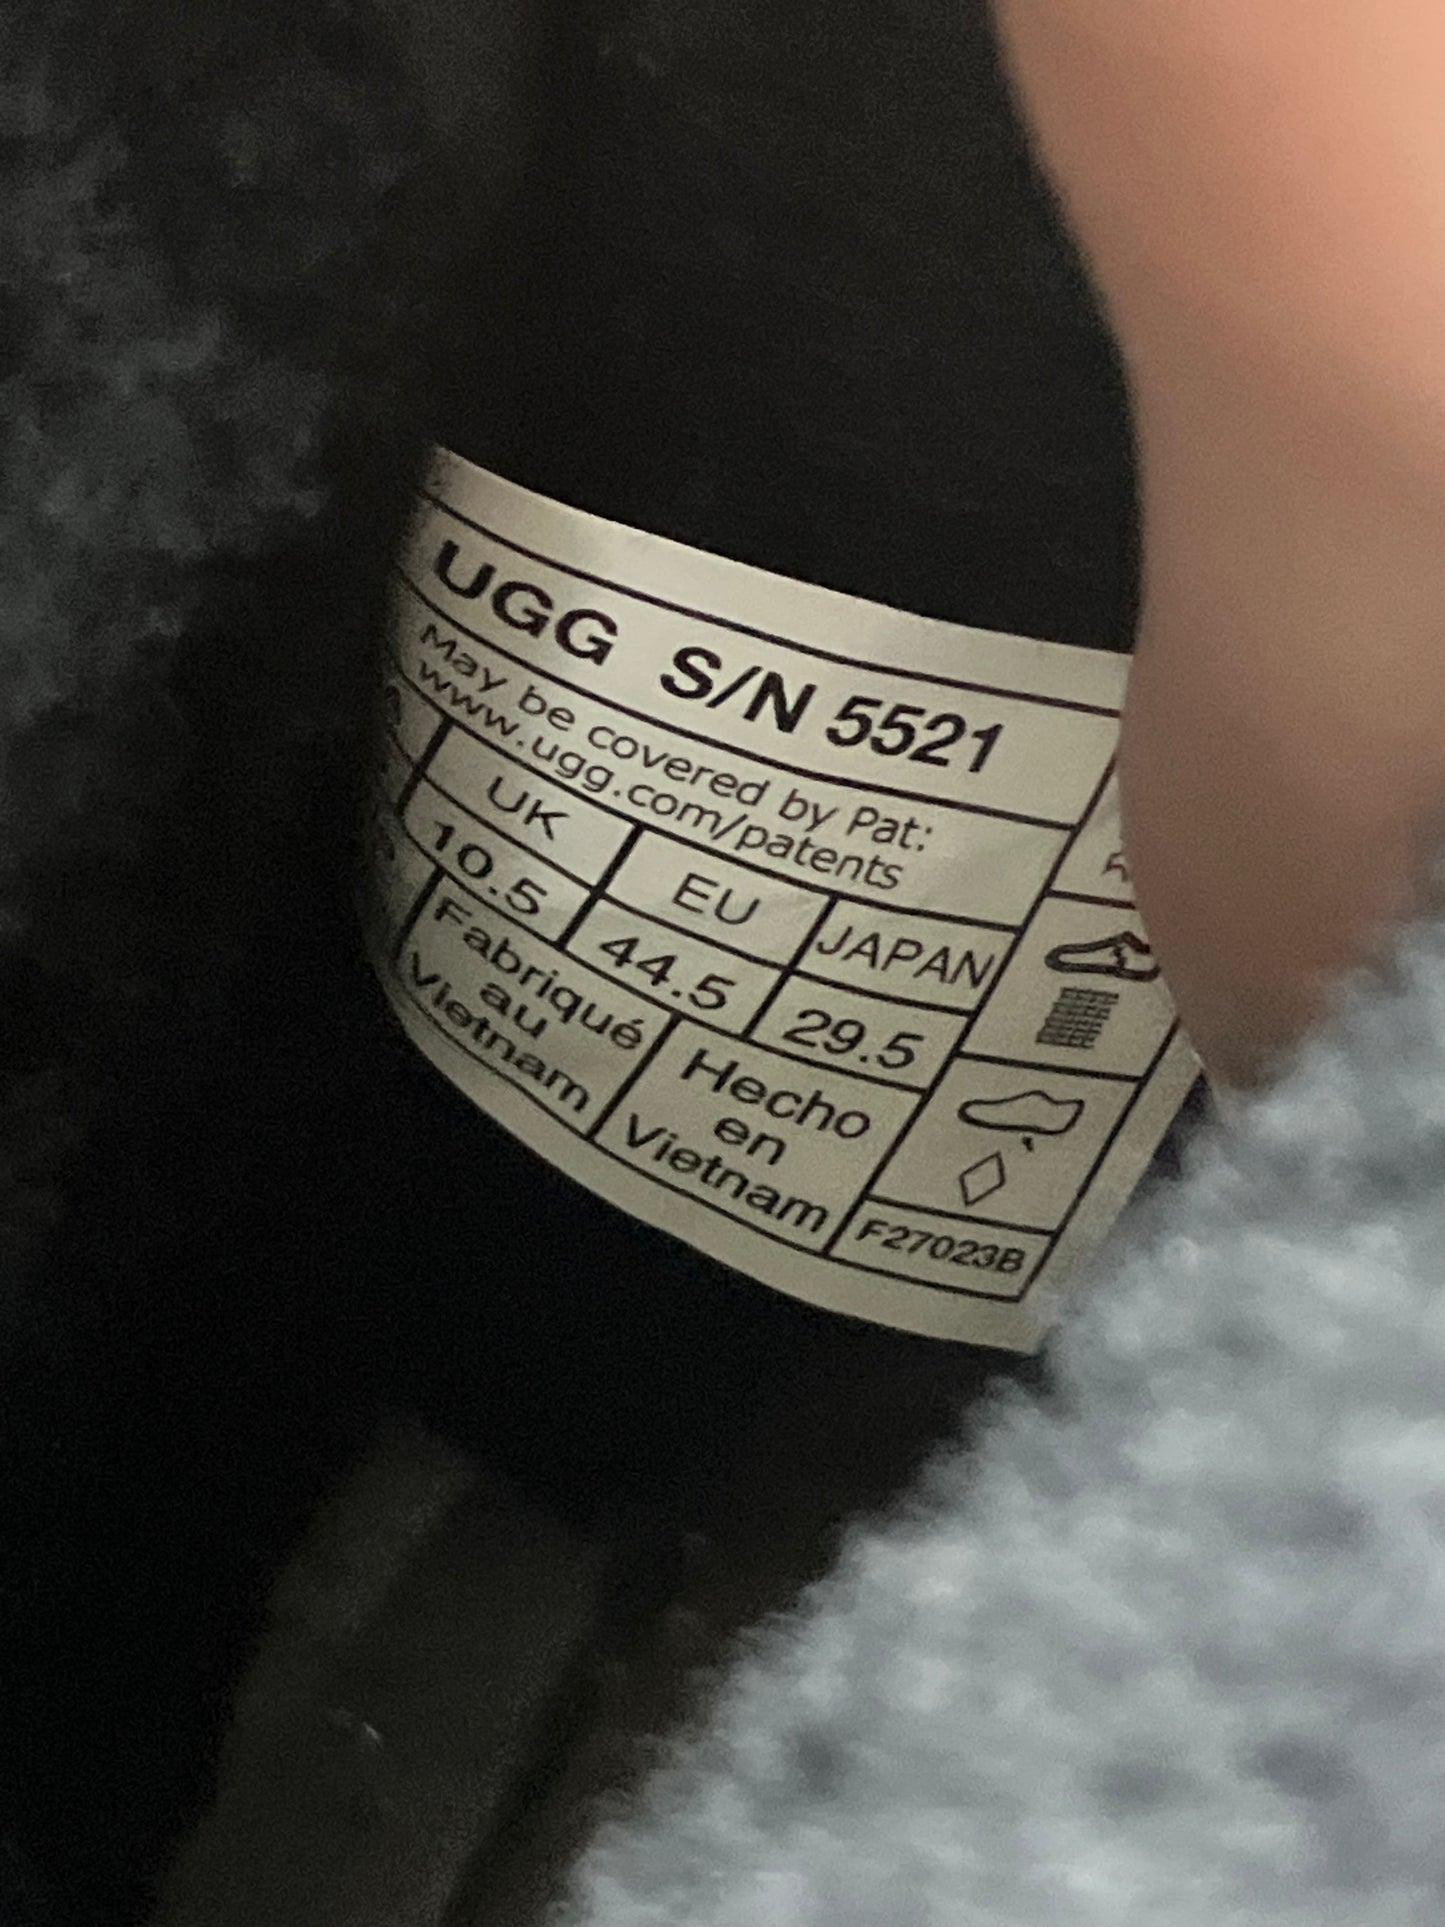 UGG S/N 5521
May be covered by Pat:
www.ugg.com/patents
UK EU JAPAN
10.5 44.5 29.5
Fabriqué
au
Vietnam
Hecho
en
Vietnam
F27023B